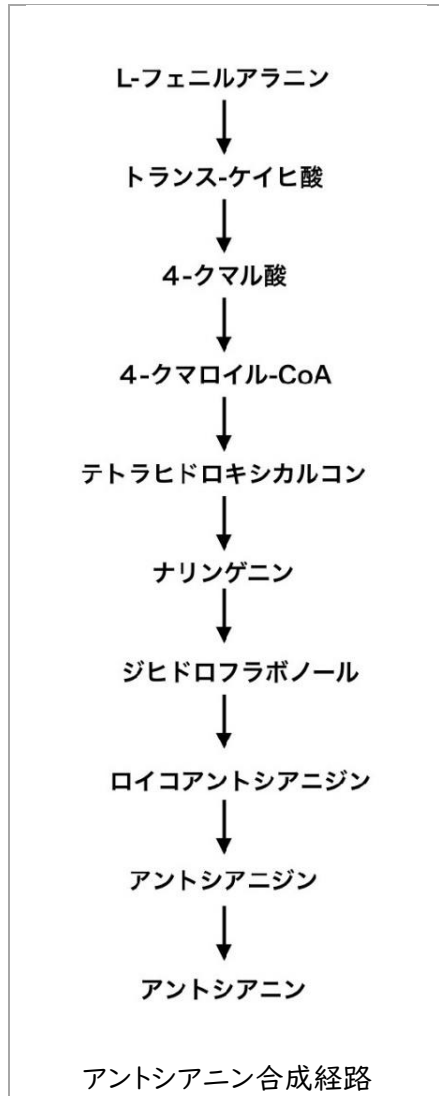 L-フェニルアラニン
トランス-ケイヒ酸
4-クマル酸
4-クマロイル-CoA
テトラヒドロキシカルコン
ナリンゲニン
ジヒドロフラボノール
ロイコアントシアニジン
アントシアニジン
アントシアニン
アントシアニン合成経路